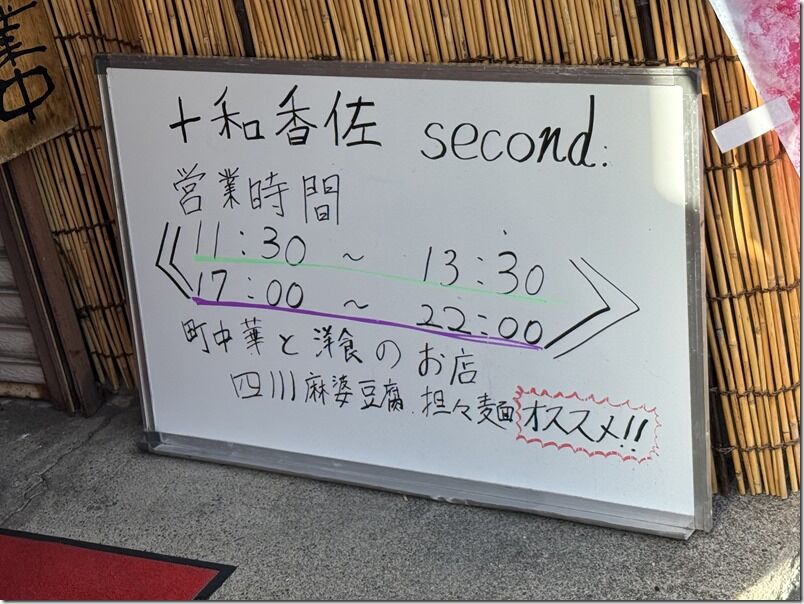 業中
十和香佐 second.
営業時間
11:30 ~ 13:30
17:00 ~ 22:00
町中華と洋食のお店
四川麻婆豆腐.担々麺オススメ!!